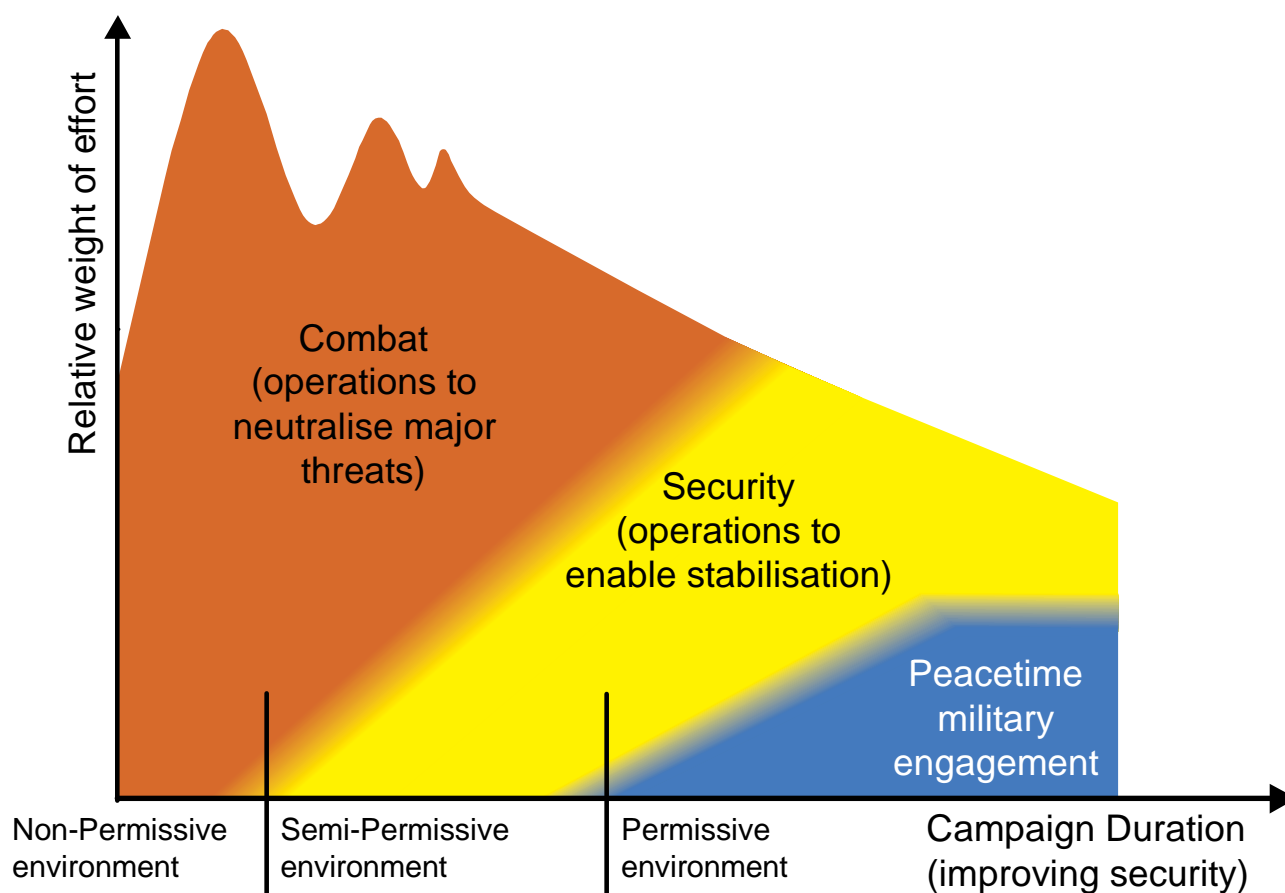 Relative weight of effort
Combat
(operations to
neutralise major
threats)
Security
(operations to
enable stabilisation)
Peacetime
military
engagement
Non-Permissive
environment
Semi-Permissive
environment
Permissive
environment
Campaign Duration
(improving security)